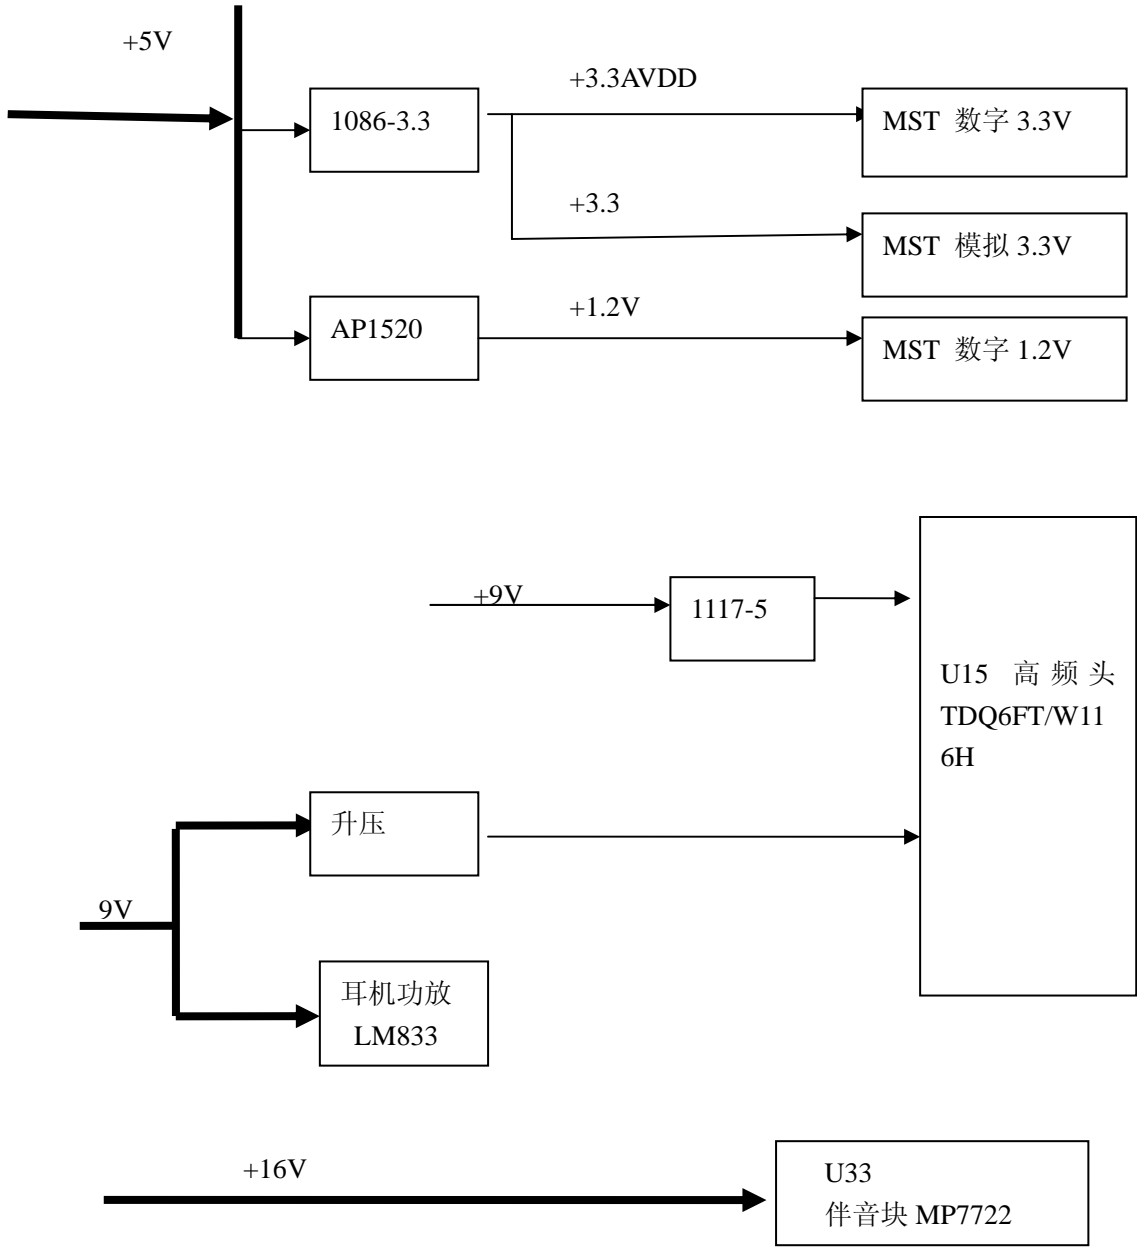 +5V
+3.3AVDD
1086-3.3
MST 数字 3.3V
+3.3
MST 模拟 3.3V
+1.2V
AP1520
MST 数字 1.2V
+9V
1117-5
U15 高频头
TDQ6FT/W11
6H
升压
9V
耳机功放
LM833
+16V
U33
伴音块 MP7722